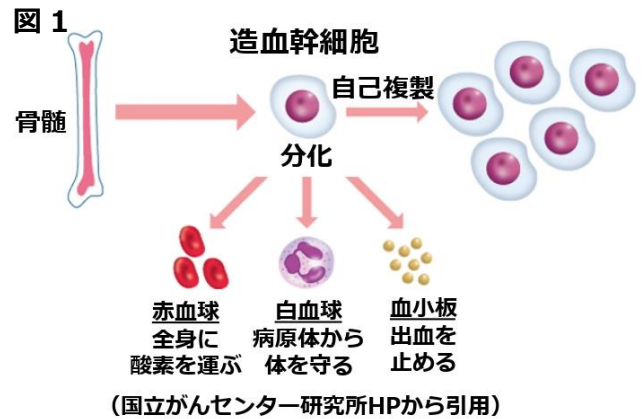 図1
造血幹細胞
骨髄
自己複製
分化
赤血球
全身に
酸素を運ぶ
白血球
病原体から
体を守る
血小板
出血を
止める
（国立がんセンター研究所HPから引用）